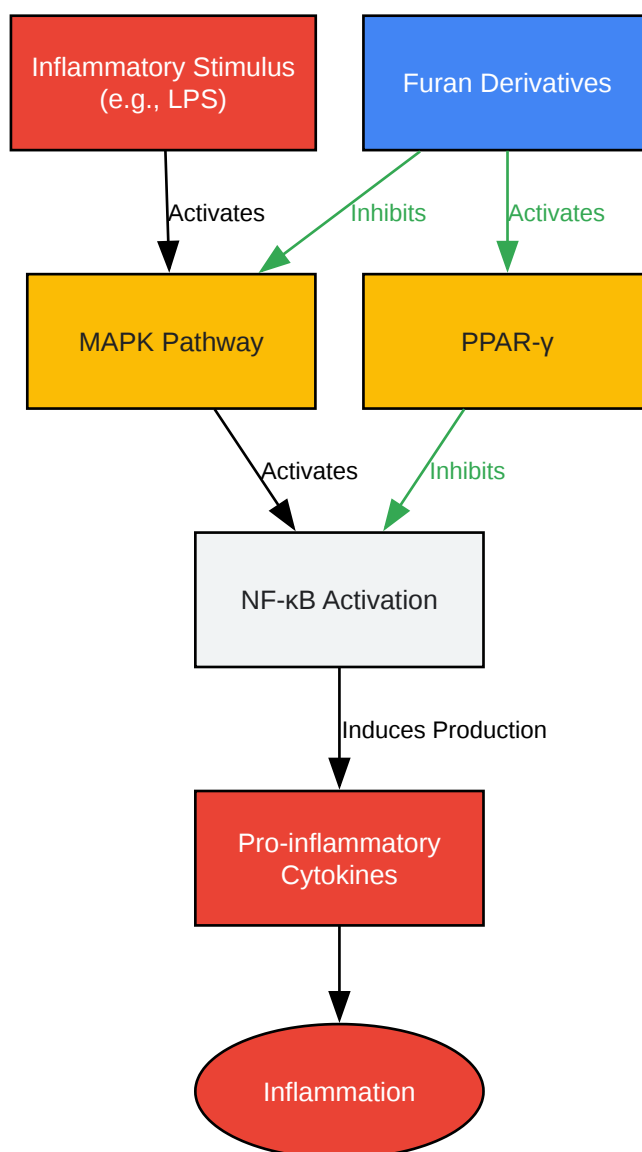 Inflammatory Stimulus
(e.g., LPS)
Furan Derivatives
Activates
Inhibits
Activates
MAPK Pathway
PPAR-γ
Activates
Inhibits
NF-κB Activation
Induces Production
Pro-inflammatory
Cytokines
Inflammation